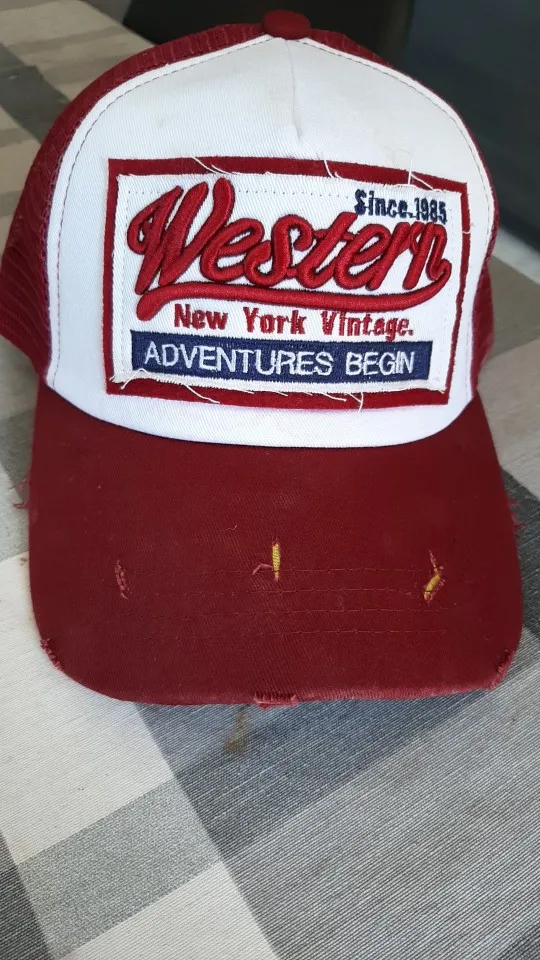 Since.1985
Western
New York Vintage.
ADVENTURES BEGIN